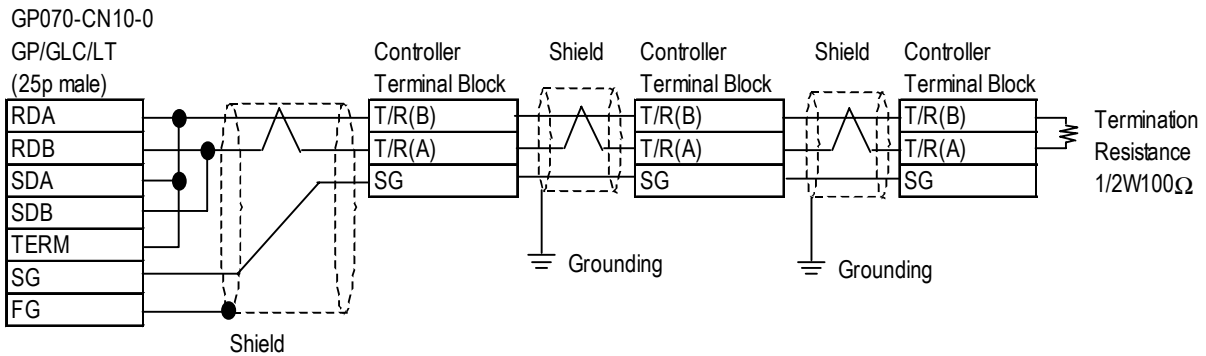 GP070-CN10-0
GP/GLC/LT
(25p male)
RDA
RDB
SDA
SDB
TERM
SG
FG
Shield
Controller
Terminal Block
T/R(B)
T/R(A)
SG
Shield
Grounding
Controller
Terminal Block
T/R(B)
T/R(A)
SG
Shield
Grounding
Controller
Terminal Block
T/R(B)
T/R(A)
SG
Termination
Resistance
1/2W100Ω